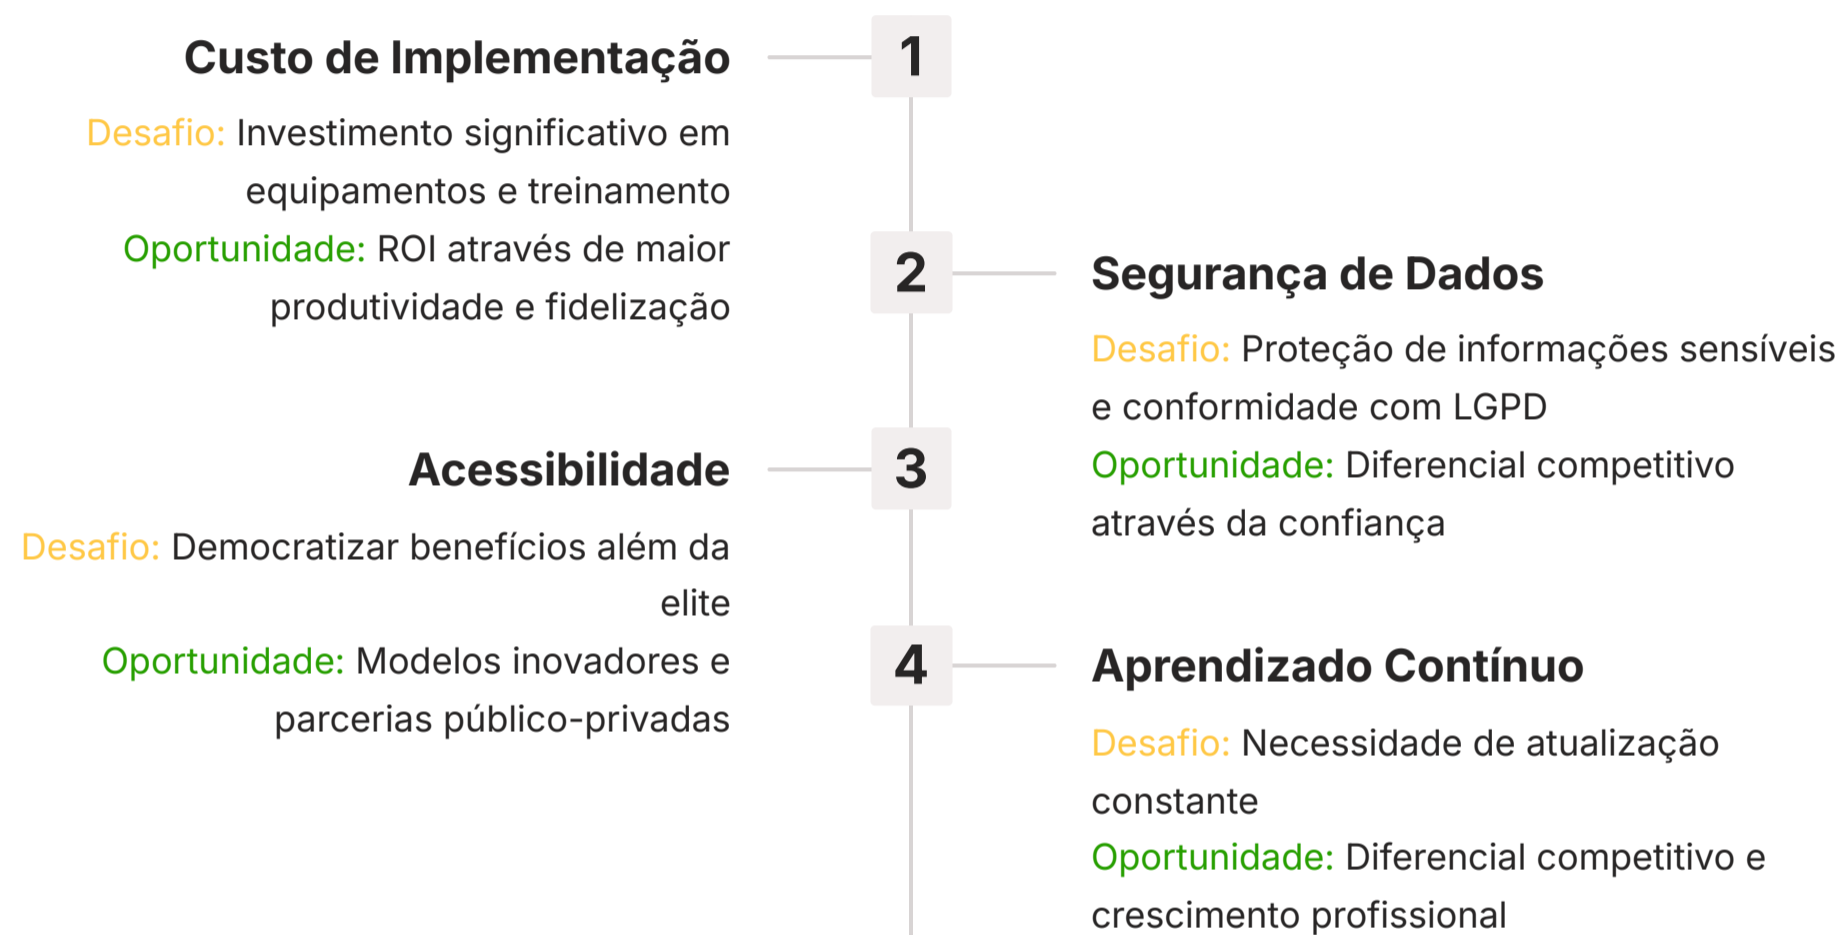 1
Custo de Implementação
Desafio: Investimento significativo em
equipamentos e treinamento
Oportunidade: ROI através de maior
produtividade e fidelização
2
Segurança de Dados
Desafio: Proteção de informações sensíveis
e conformidade com LGPD
Oportunidade: Diferencial competitivo
através da confiança
3
Acessibilidade
Desafio: Democratizar benefícios além da
elite
Oportunidade: Modelos inovadores e
parcerias público-privadas
4
Aprendizado Contínuo
Desafio: Necessidade de atualização
constante
Oportunidade: Diferencial competitivo e
crescimento profissional